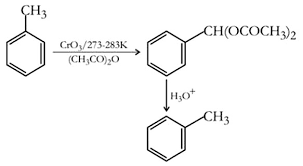 CH₃
CrO₃/273-283K
(CH₃CO)₂O
CH(OCOCH₃)₂
H₃O⁺
CH₃